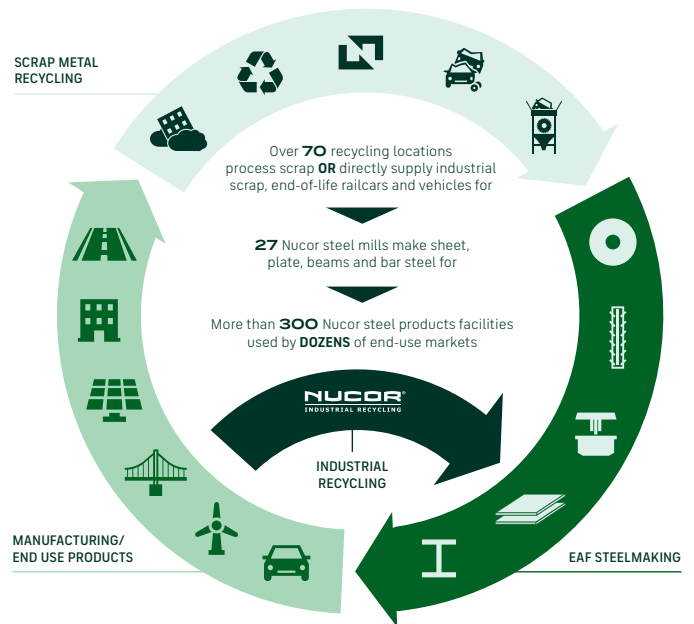 SCRAP METAL
RECYCLING
Over 70 recycling locations
process scrap OR directly supply industrial
scrap, end-of-life railcars and vehicles for
27 Nucor steel mills make sheet,
plate, beams and bar steel for
More than 300 Nucor steel products facilities
used by DOZENS of end-use markets
NUCOR®
INDUSTRIAL RECYCLING
INDUSTRIAL
RECYCLING
MANUFACTURING/
END USE PRODUCTS
EAF STEELMAKING